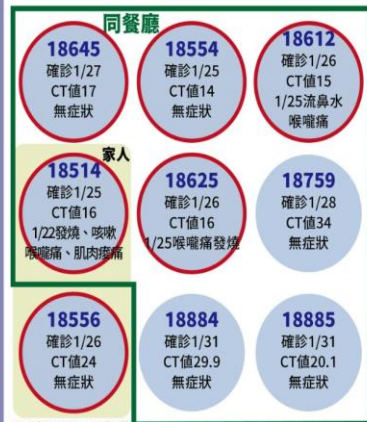 同餐廳
18645
確診1/27
CT值17
無症狀
18554
確診1/25
CT值14
無症狀
18612
確診1/26
CT值15
1/25流鼻水
喉嚨痛
家人
18514
確診1/25
CT值16
1/22發燒、咳嗽
喉嚨痛、肌肉痠痛
18625
確診1/26
CT值16
1/25喉嚨痛發燒
18759
確診1/28
CT值34
無症狀
18556
確診1/26
CT值24
無症狀
18884
確診1/31
CT值29.9
無症狀
18885
確診1/31
CT值20.1
無症狀